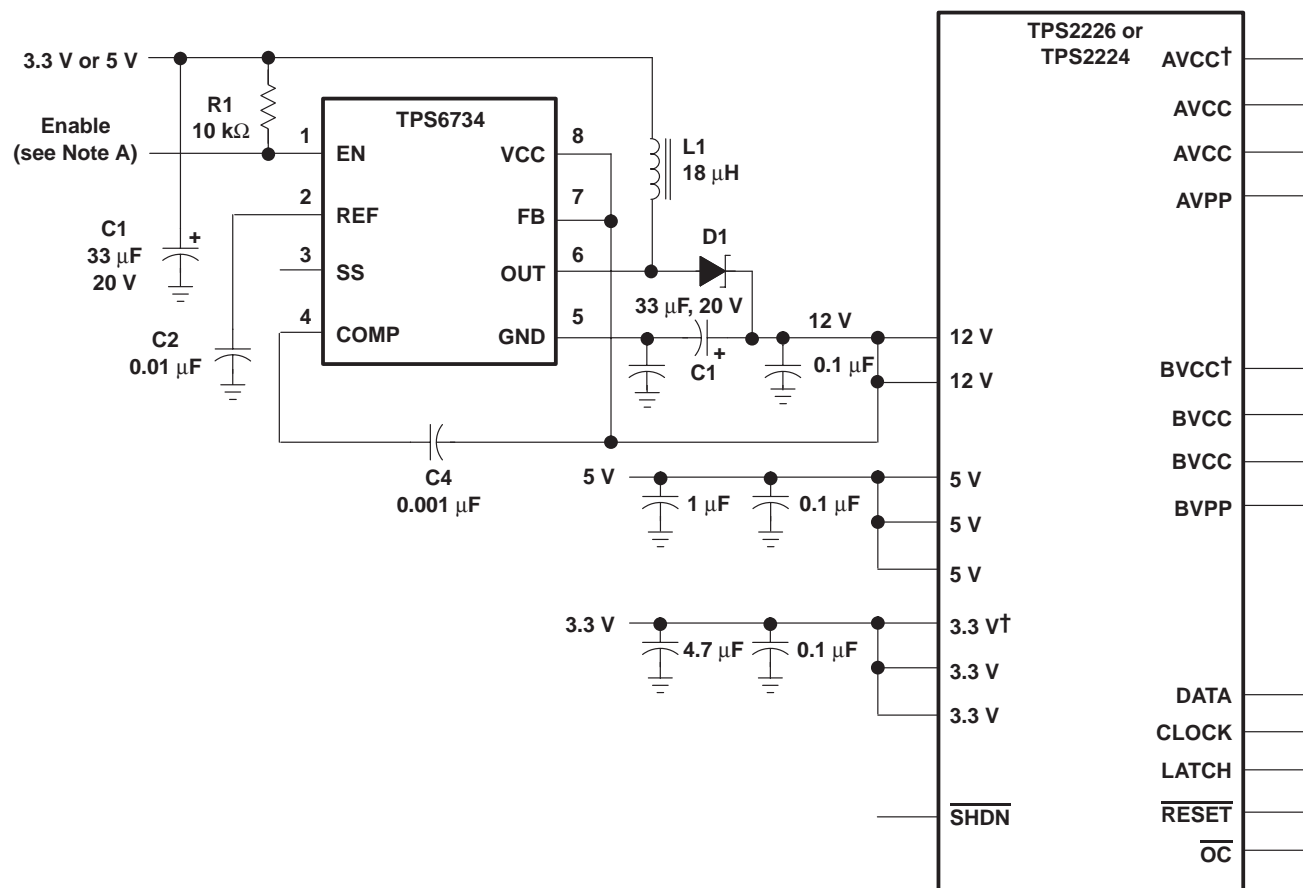 TPS2226 or
TPS2224
3.3 V or 5 V
Enable
(see Note A)
R1
10 kΩ
C1
33 μF
20 V
+
C2
0.01 μF
TPS6734
1
EN
2
REF
3
SS
4
COMP
8
VCC
7
FB
6
OUT
5
GND
L1
18 μH
D1
33 μF, 20 V
C1
+
12 V
0.1 μF
C4
0.001 μF
5 V
1 μF
0.1 μF
3.3 V
4.7 μF
0.1 μF
12 V
12 V
5 V
5 V
5 V
3.3 V†
3.3 V
3.3 V
SHDN
AVCC†
AVCC
AVCC
AVPP
BVCC†
BVCC
BVCC
BVPP
DATA
CLOCK
LATCH
RESET
OC